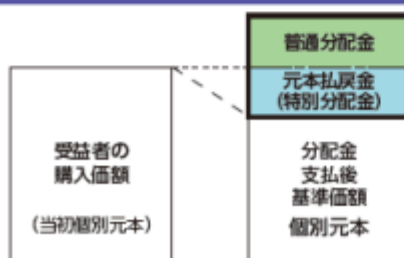 普通分配金
元本払戻金
(特別分配金)
受益者の
購入価額
(当初個別元本)
分配金
支払後
基準価額
個別元本